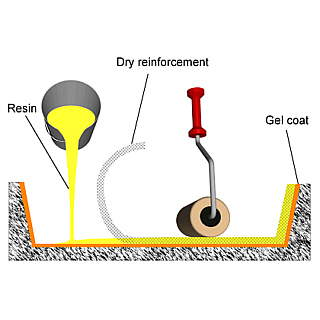 Dry reinforcement
Resin
Gel coat